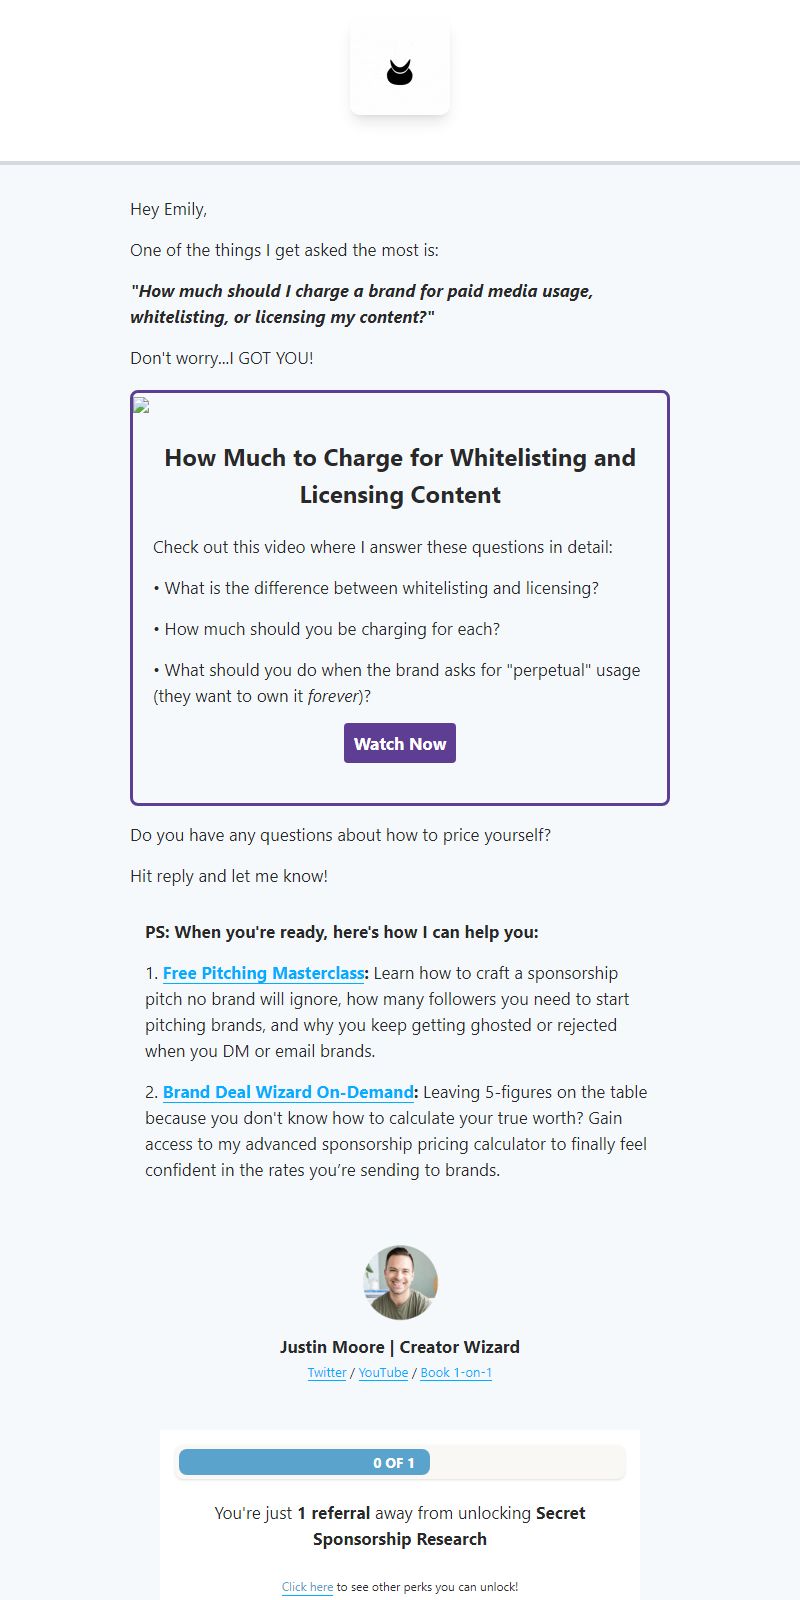 Hey Emily,
One of the things I get asked the most is:
"How much should I charge a brand for paid media usage,
whitelisting, or licensing my content?"
Don't worry...I GOT YOU!
How Much to Charge for Whitelisting and
Licensing Content
Check out this video where I answer these questions in detail:
• What is the difference between whitelisting and licensing?
• How much should you be charging for each?
• What should you do when the brand asks for "perpetual" usage
(they want to own it forever)?
Watch Now
Do you have any questions about how to price yourself?
Hit reply and let me know!
PS: When you're ready, here's how I can help you:
1. Free Pitching Masterclass: Learn how to craft a sponsorship
pitch no brand will ignore, how many followers you need to start
pitching brands, and why you keep getting ghosted or rejected
when you DM or email brands.
2. Brand Deal Wizard On-Demand: Leaving 5-figures on the table
because you don't know how to calculate your true worth? Gain
access to my advanced sponsorship pricing calculator to finally feel
confident in the rates you’re sending to brands.
Justin Moore | Creator Wizard
Twitter / YouTube / Book 1-on-1
0 OF 1
You're just 1 referral away from unlocking Secret
Sponsorship Research
Click here to see other perks you can unlock!